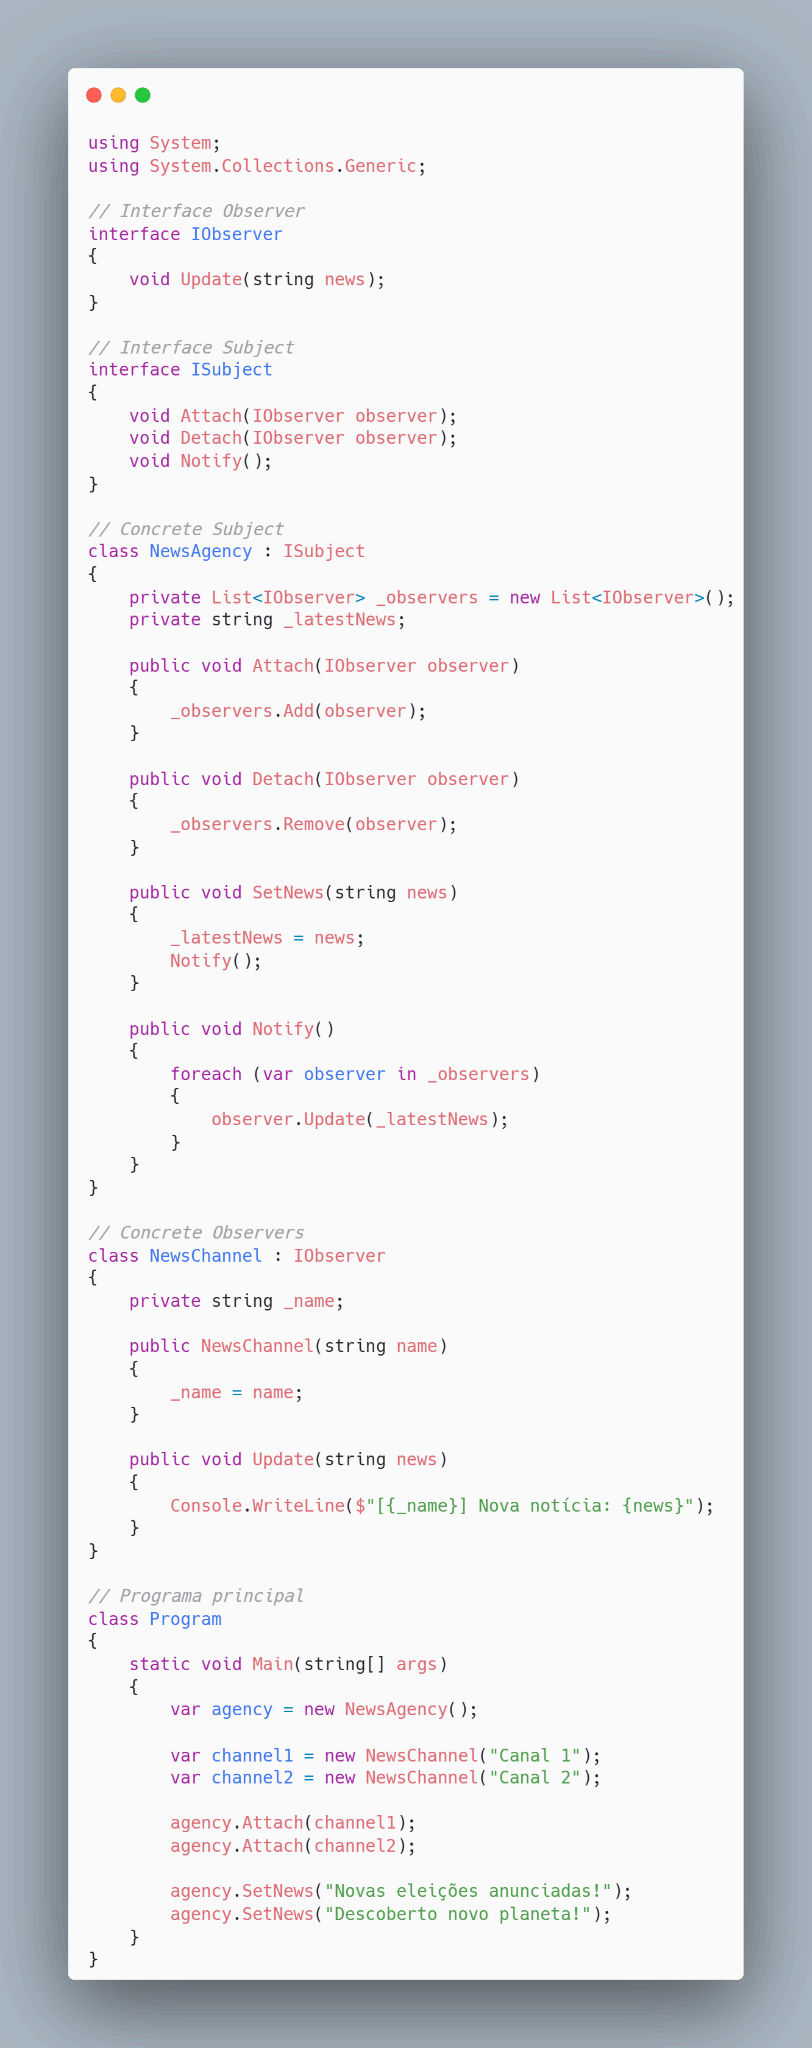 using System;
using System.Collections.Generic;

// Interface Observer
interface IObserver
{
    void Update(string news);
}

// Interface Subject
interface ISubject
{
    void Attach(IObserver observer);
    void Detach(IObserver observer);
    void Notify();
}

// Concrete Subject
class NewsAgency : ISubject
{
    private List<IObserver> _observers = new List<IObserver>();
    private string _latestNews;

    public void Attach(IObserver observer)
    {
        _observers.Add(observer);
    }

    public void Detach(IObserver observer)
    {
        _observers.Remove(observer);
    }

    public void SetNews(string news)
    {
        _latestNews = news;
        Notify();
    }

    public void Notify()
    {
        foreach (var observer in _observers)
        {
            observer.Update(_latestNews);
        }
    }
}

// Concrete Observers
class NewsChannel : IObserver
{
    private string _name;

    public NewsChannel(string name)
    {
        _name = name;
    }

    public void Update(string news)
    {
        Console.WriteLine($"[{_name}] Nova notícia: {news}");
    }
}

// Programa principal
class Program
{
    static void Main(string[] args)
    {
        var agency = new NewsAgency();

        var channel1 = new NewsChannel("Canal 1");
        var channel2 = new NewsChannel("Canal 2");

        agency.Attach(channel1);
        agency.Attach(channel2);

        agency.SetNews("Novas eleições anunciadas!");
        agency.SetNews("Descoberto novo planeta!");
    }
}